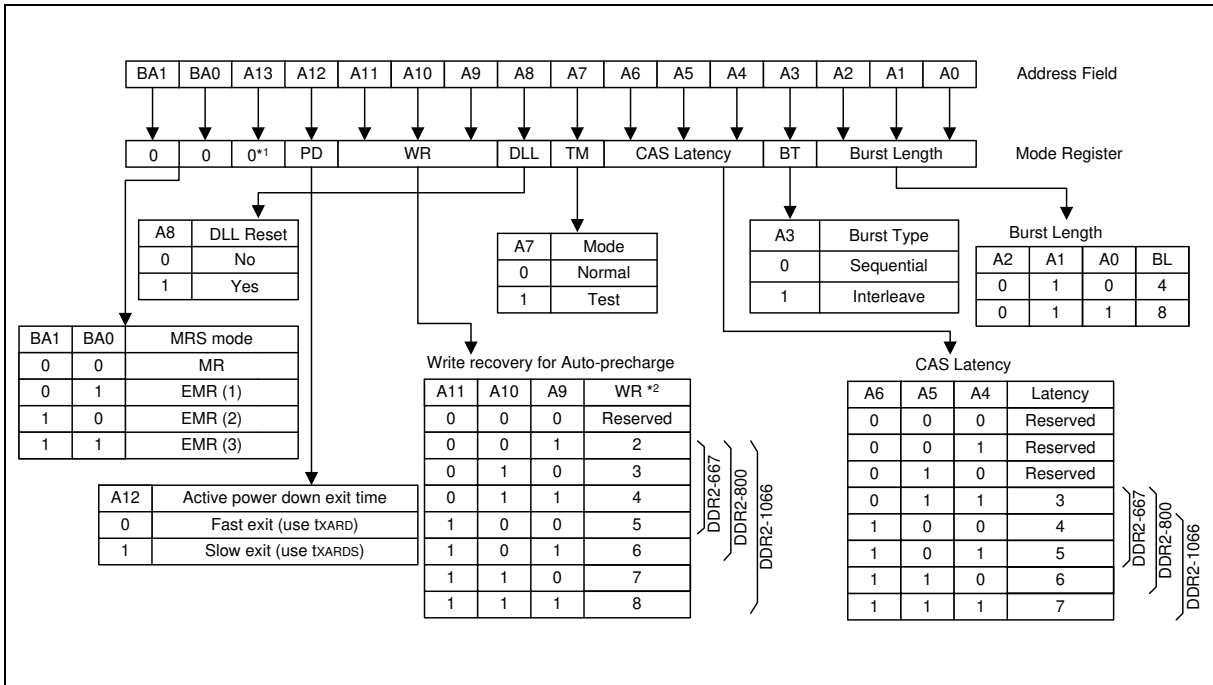 BA1 BA0 A13 A12 A11 A10 A9 A8 A7 A6 A5 A4 A3 A2 A1 A0 Address Field
0 0 0*1 PD WR DLL TM CAS Latency BT Burst Length Mode Register
A8 DLL Reset
0 No
1 Yes
A7 Mode
0 Normal
1 Test
A3 Burst Type
0 Sequential
1 Interleave
Burst Length
A2 A1 A0 BL
0 1 0 4
0 1 1 8
BA1 BA0 MRS mode
0 0 MR
0 1 EMR (1)
1 0 EMR (2)
1 1 EMR (3)
A12 Active power down exit time
0 Fast exit (use tXARD)
1 Slow exit (use tXARDS)
Write recovery for Auto-precharge
A11 A10 A9 WR *2
0 0 0 Reserved
0 0 1 2
0 1 0 3
0 1 1 4
1 0 0 5
1 0 1 6
1 1 0 7
1 1 1 8
DDR2-667
DDR2-800
DDR2-1066
CAS Latency
A6 A5 A4 Latency
0 0 0 Reserved
0 0 1 Reserved
0 1 0 Reserved
0 1 1 3
1 0 0 4
1 0 1 5
1 1 0 6
1 1 1 7
DDR2-667
DDR2-800
DDR2-1066